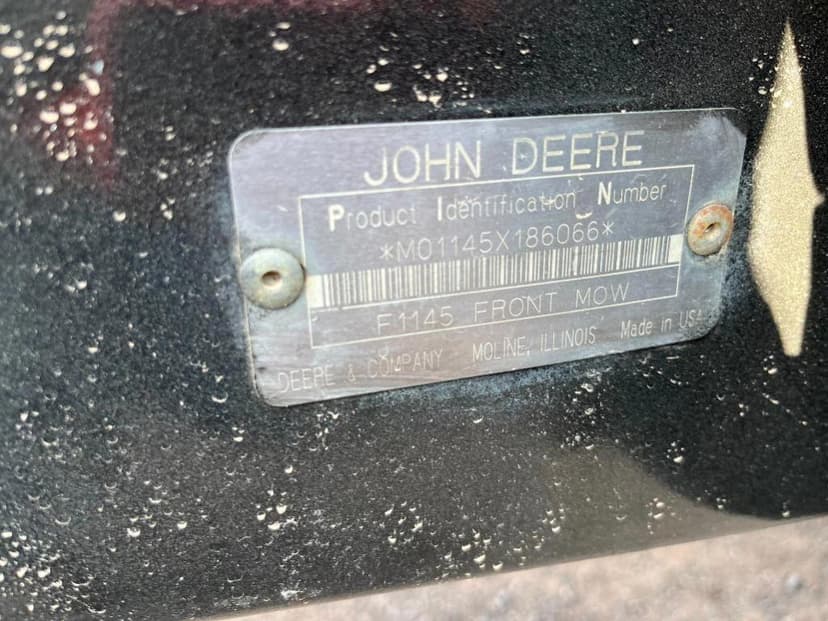 JOHN DEERE
Product Identification Number
*M01145X186066*
F1145 FRONT MOW
DEERE & COMPANY MOLINE, ILLINOIS Made in USA